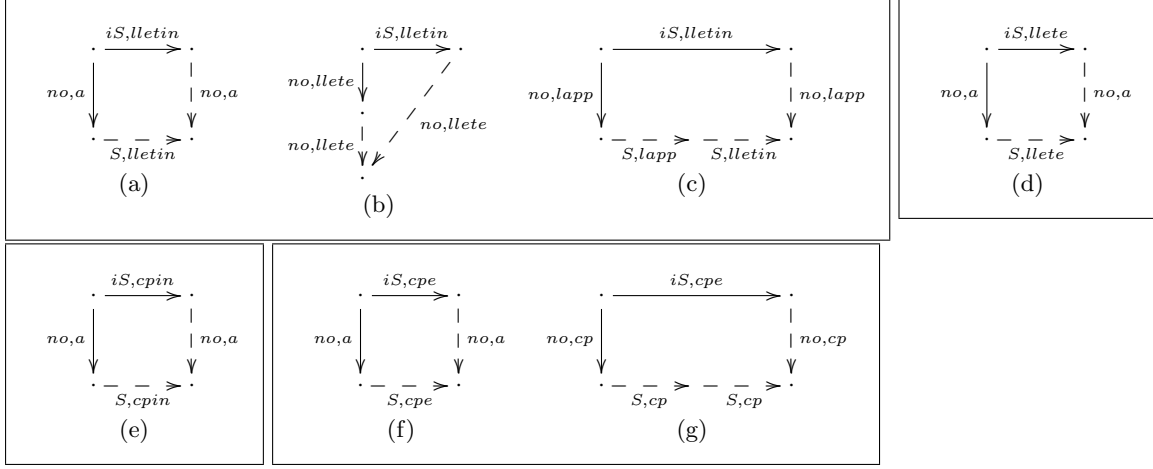 iS,lletin iS,lletin iS,lletin iS,llete
no,a no,a no,llete no,llete no,llete no,lapp no,lapp no,a no,a
S,lletin S,lapp S,lletin S,llete
(a) (b) (c) (d)
iS,cpin iS,cpe iS,cpe
no,a no,a no,a no,a no,cp no,cp
S,cpin S,cpe S,cp S,cp
(e) (f) (g)